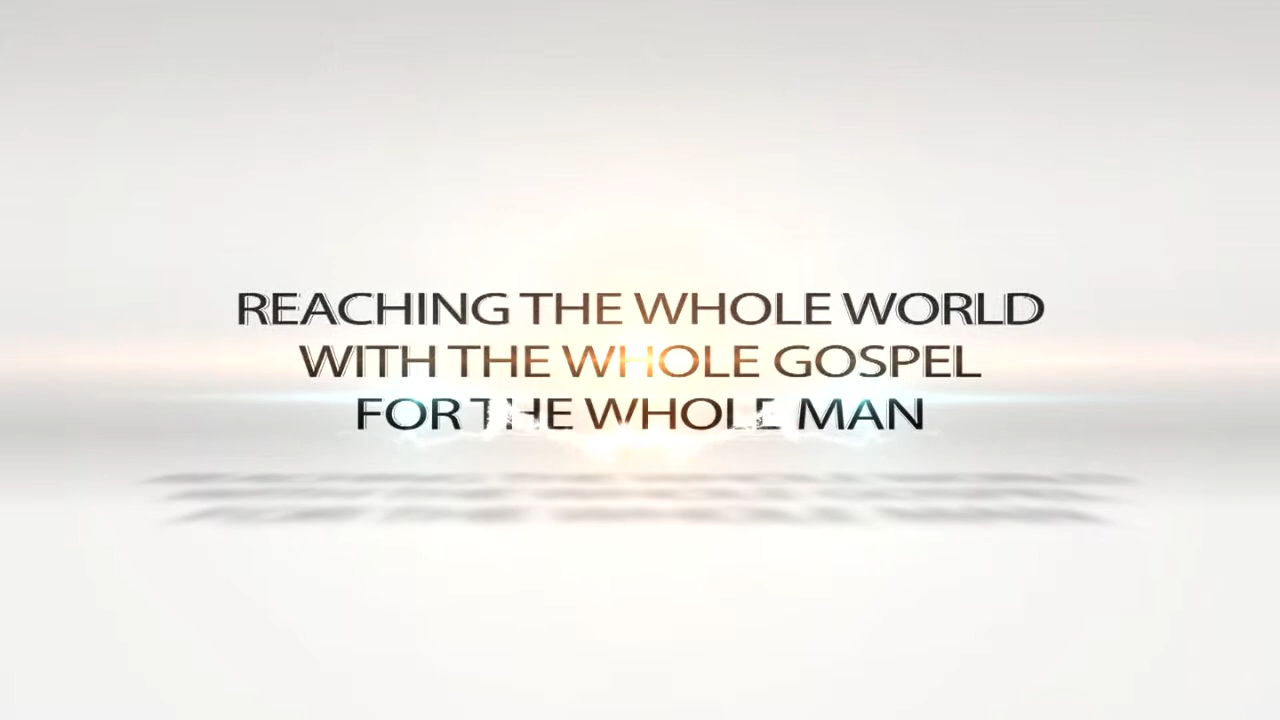 REACHING THE WHOLE WORLD
WITH THE WHOLE GOSPEL
FOR THE WHOLE MAN